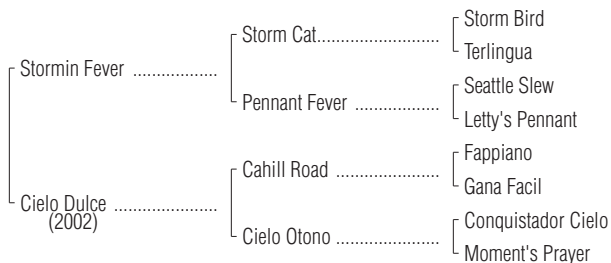 Storm Bird
Storm Cat..........................
Terlingua
Stormin Fever ..................
Seattle Slew
Pennant Fever ..................
Letty's Pennant
Fappiano
Cahill Road ......................
Gana Facil
Cielo Dulce ......................
(2002)
Conquistador Cielo
Cielo Otono ......................
Moment's Prayer